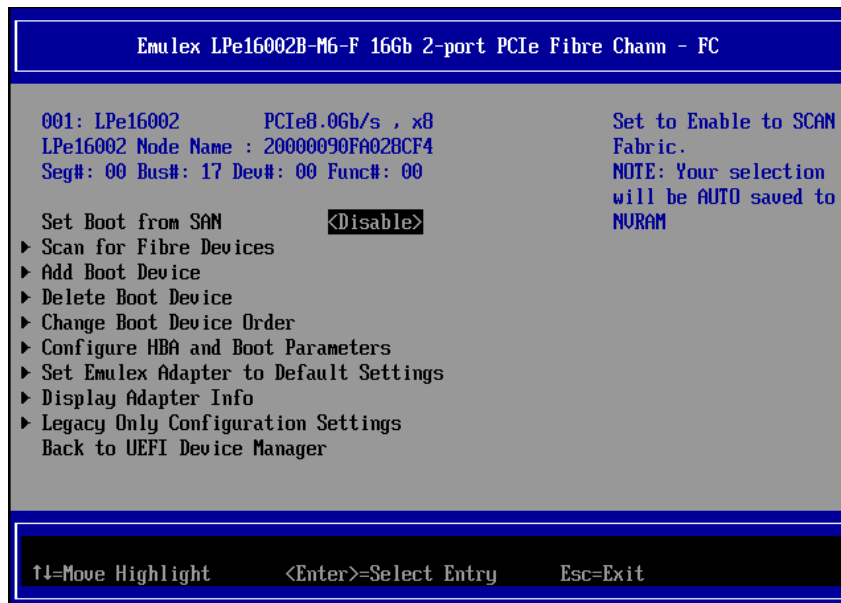 Emulex LPe16002B-M6-F 16Gb 2-port PCIe Fibre Chann - FC
001: LPe16002 PCIe8.0Gb/s , x8
LPe16002 Node Name : 20000090FA028CF4
Seg#: 00 Bus#: 17 Dev#: 00 Func#: 00
Set to Enable to SCAN
Fabric.
NOTE: Your selection
will be AUTO saved to
NVRAM
Set Boot from SAN <Disable>
Scan for Fibre Devices
Add Boot Device
Delete Boot Device
Change Boot Device Order
Configure HBA and Boot Parameters
Set Emulex Adapter to Default Settings
Display Adapter Info
Legacy Only Configuration Settings
Back to UEFI Device Manager
↑↓=Move Highlight <Enter>=Select Entry Esc=Exit